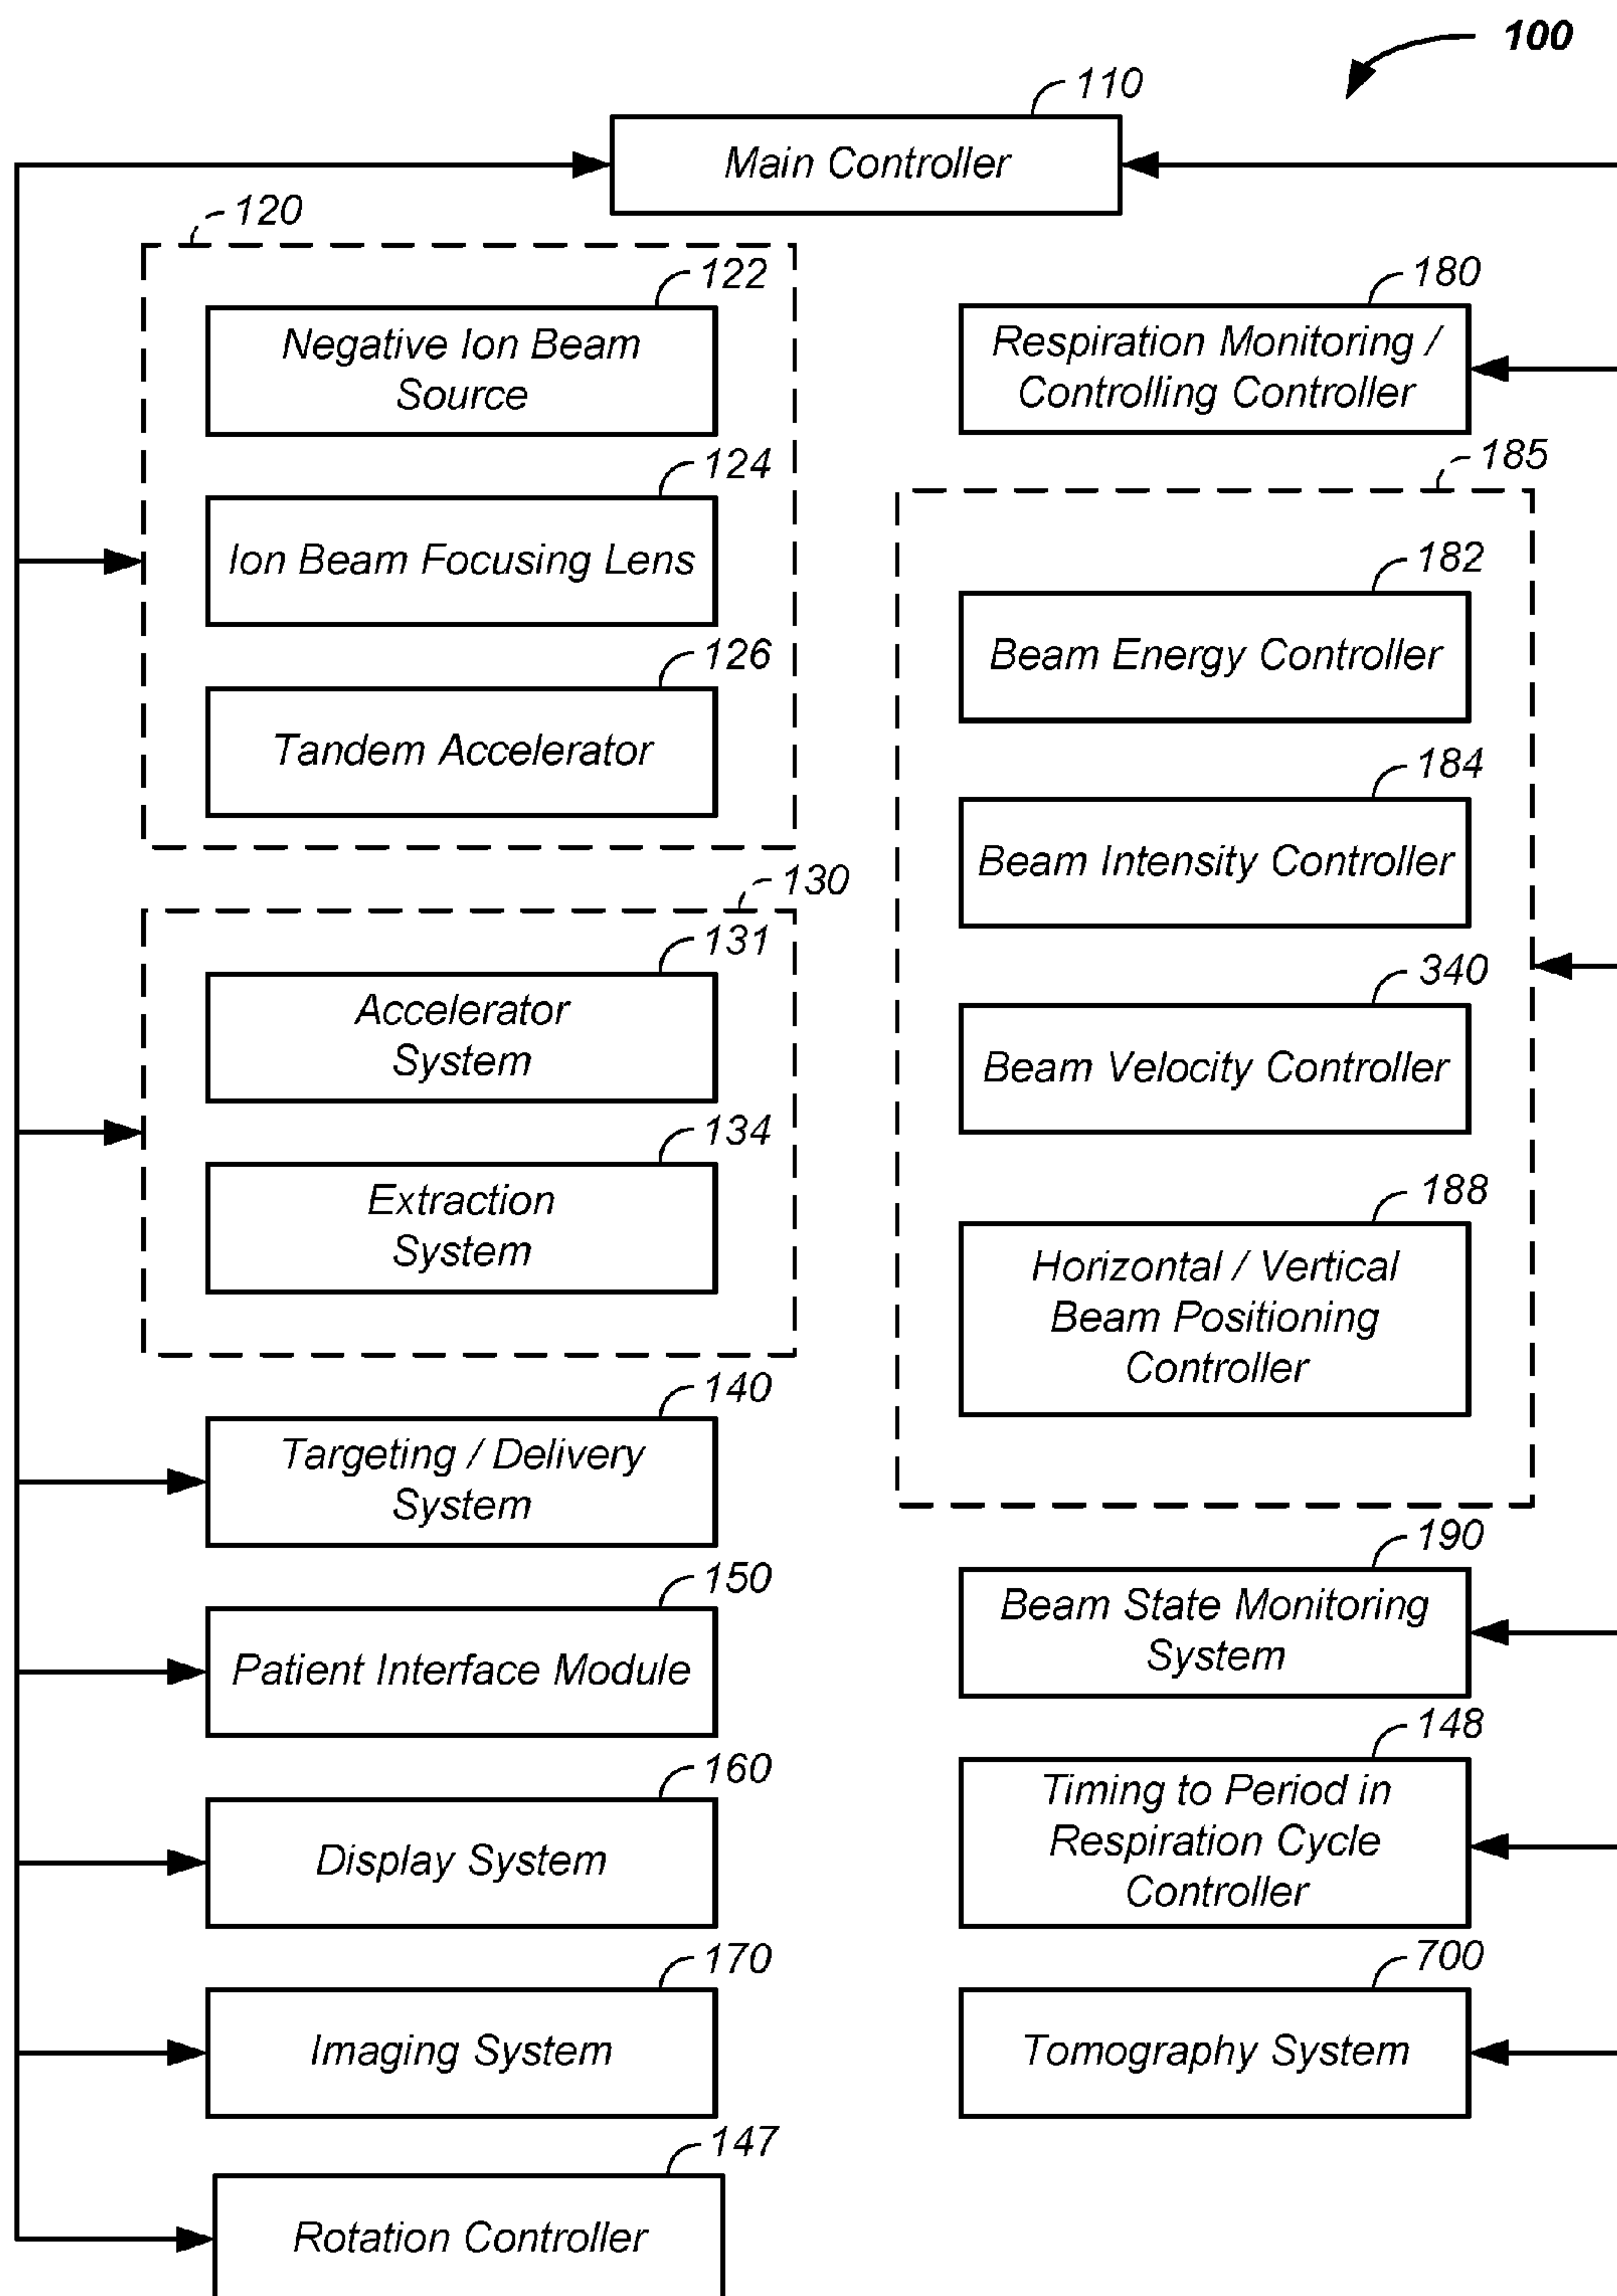 100
110
Main Controller
120
122
Negative Ion Beam
Source
124
Ion Beam Focusing Lens
126
Tandem Accelerator
130
131
Accelerator
System
134
Extraction
System
140
Targeting / Delivery
System
150
Patient Interface Module
160
Display System
170
Imaging System
147
Rotation Controller
180
Respiration Monitoring /
Controlling Controller
185
182
Beam Energy Controller
184
Beam Intensity Controller
340
Beam Velocity Controller
188
Horizontal / Vertical
Beam Positioning
Controller
190
Beam State Monitoring
System
148
Timing to Period in
Respiration Cycle
Controller
700
Tomography System